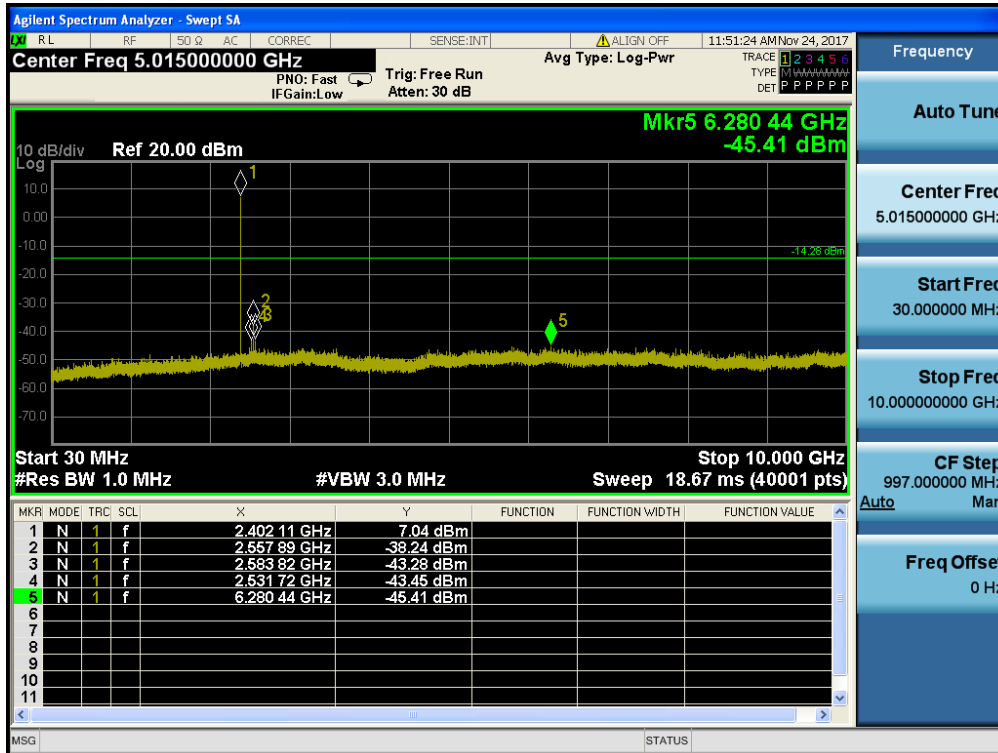 Agilent Spectrum Analyzer - Swept SA
LXI RL RF 50 Ω AC CORREC SENSE:INT ALIGN OFF 11:51:24 AM Nov 24, 2017
Center Freq 5.015000000 GHz
PNO: Fast
IFGain:Low
Trig: Free Run
Atten: 30 dB
Avg Type: Log-Pwr
TRACE 1 2 3 4 5 6
TYPE M
DET P P P P P P
Mkr5 6.280 44 GHz
-45.41 dBm
10 dB/div Ref 20.00 dBm
Log
10.0
0.00
-10.0
-20.0
-30.0
-40.0
-50.0
-60.0
-70.0
1
-14.28 dBm
2
3
4
5
Start 30 MHz Stop 10.000 GHz
#Res BW 1.0 MHz #VBW 3.0 MHz Sweep 18.67 ms (40001 pts)
MKR MODE TRC SCL X Y FUNCTION FUNCTION WIDTH FUNCTION VALUE
1 N 1 f 2.402 11 GHz 7.04 dBm
2 N 1 f 2.557 89 GHz -38.24 dBm
3 N 1 f 2.583 82 GHz -43.28 dBm
4 N 1 f 2.531 72 GHz -43.45 dBm
5 N 1 f 6.280 44 GHz -45.41 dBm
6
7
8
9
10
11
MSG STATUS
Frequency
Auto Tune
Center Freq
5.015000000 GHz
Start Freq
30.000000 MHz
Stop Freq
10.000000000 GHz
CF Step
997.000000 MHz
Auto Man
Freq Offset
0 Hz